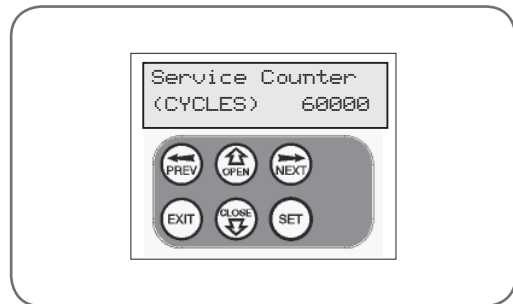 Service Counter
(CYCLES) 60000
PREV
OPEN
NEXT
EXIT
CLOSE
SET